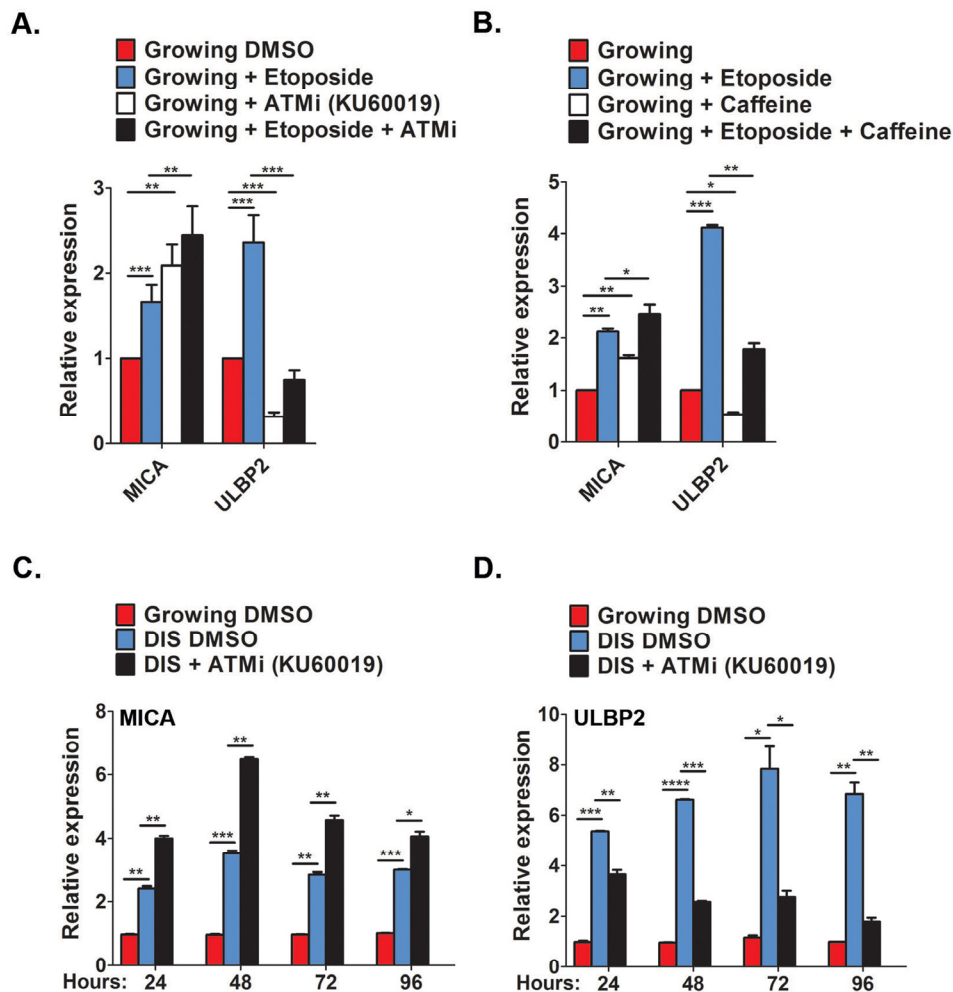 A.
Growing DMSO
Growing + Etoposide
Growing + ATMi (KU60019)
Growing + Etoposide + ATMi
Relative expression
3
2
1
0
***
**
**
***
***
***
MICA
ULBP2
B.
Growing
Growing + Etoposide
Growing + Caffeine
Growing + Etoposide + Caffeine
Relative expression
5
4
3
2
1
0
**
**
*
***
*
**
MICA
ULBP2
C.
Growing DMSO
DIS DMSO
DIS + ATMi (KU60019)
MICA
Relative expression
8
6
4
2
0
**
**
***
**
**
**
***
*
Hours: 24 48 72 96
D.
Growing DMSO
DIS DMSO
DIS + ATMi (KU60019)
ULBP2
Relative expression
10
8
6
4
2
0
***
**
****
***
*
*
**
**
Hours: 24 48 72 96